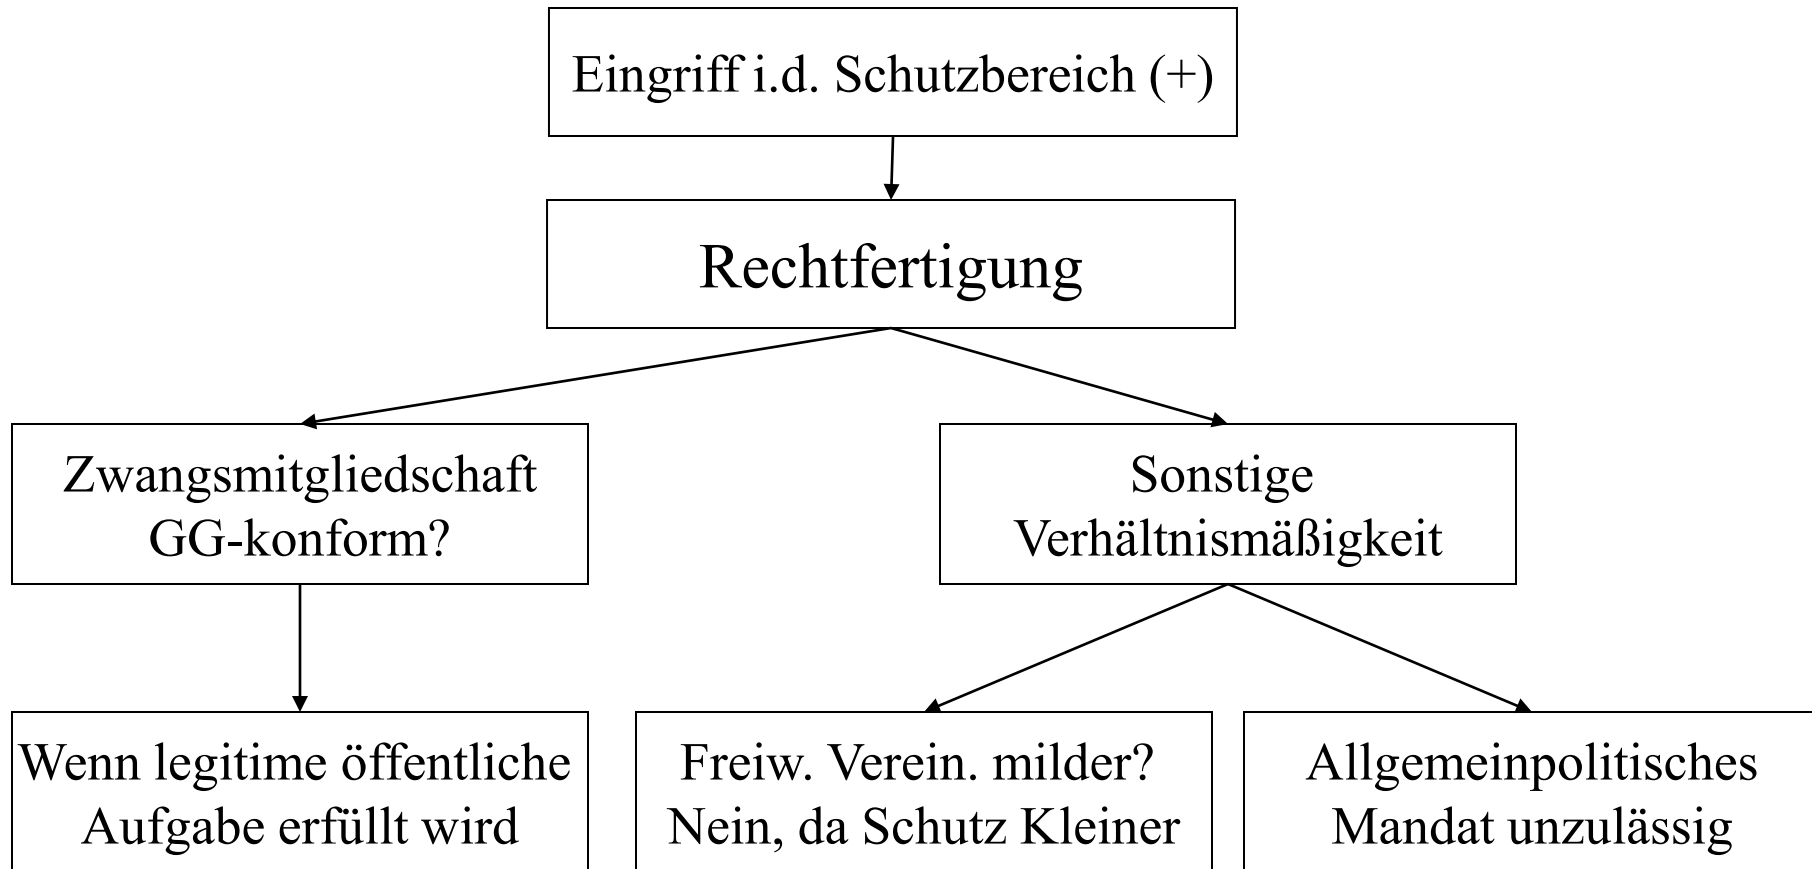 Eingriff i.d. Schutzbereich (+)
Rechtfertigung
Zwangsmitgliedschaft
GG-konform?
Sonstige
Verhältnismäßigkeit
Wenn legitime öffentliche
Aufgabe erfüllt wird
Freiw. Verein. milder?
Nein, da Schutz Kleiner
Allgemeinpolitisches
Mandat unzulässig